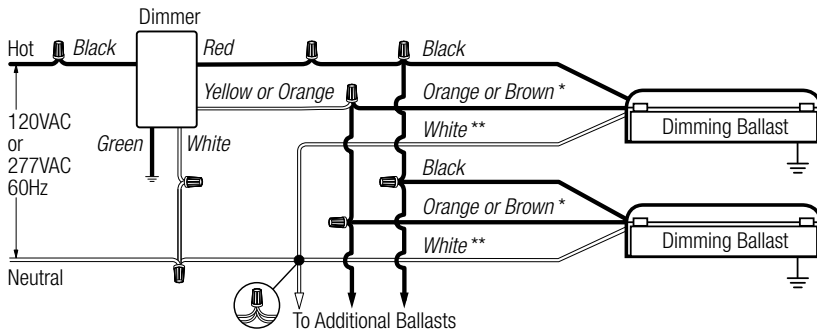 Dimmer
Hot
Black
Red
Black
Yellow or Orange
Orange or Brown *
120VAC
or
277VAC
60Hz
Green
White
White **
Dimming Ballast
Black
Orange or Brown *
White **
Dimming Ballast
Neutral
To Additional Ballasts